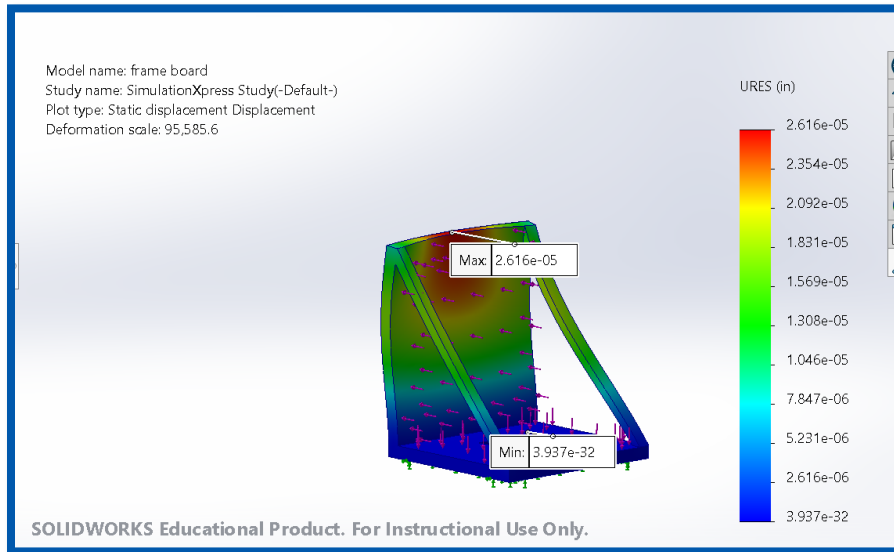 Model name: frame board
Study name: SimulationXpress Study(-Default-)
Plot type: Static displacement Displacement
Deformation scale: 95,585.6
URES (in)
2.616e-05
2.354e-05
2.092e-05
1.831e-05
1.569e-05
1.308e-05
1.046e-05
7.847e-06
5.231e-06
2.616e-06
3.937e-32
Max: 2.616e-05
Min: 3.937e-32
SOLIDWORKS Educational Product. For Instructional Use Only.